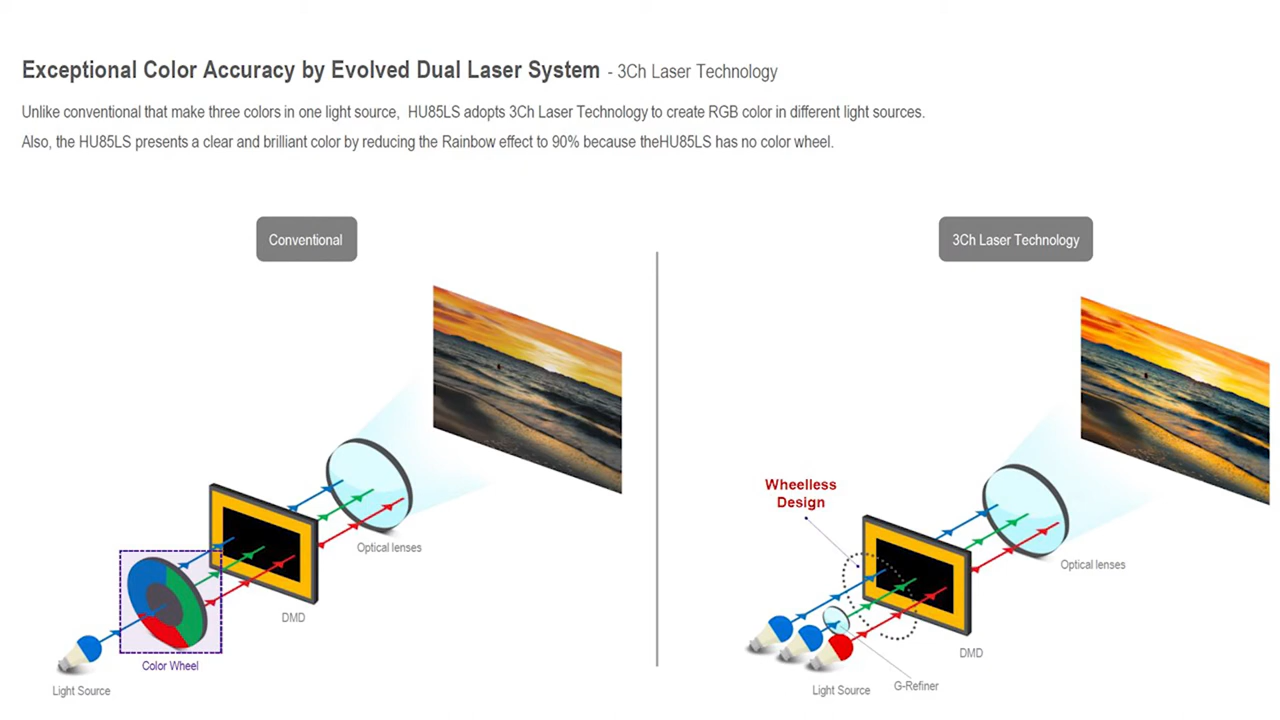 Exceptional Color Accuracy by Evolved Dual Laser System - 3Ch Laser Technology
Unlike conventional that make three colors in one light source, HU85LS adopts 3Ch Laser Technology to create RGB color in different light sources.
Also, the HU85LS presents a clear and brilliant color by reducing the Rainbow effect to 90% because theHU85LS has no color wheel.
Conventional
Optical lenses
DMD
Color Wheel
Light Source
3Ch Laser Technology
Wheelless
Design
Optical lenses
DMD
G-Refiner
Light Source